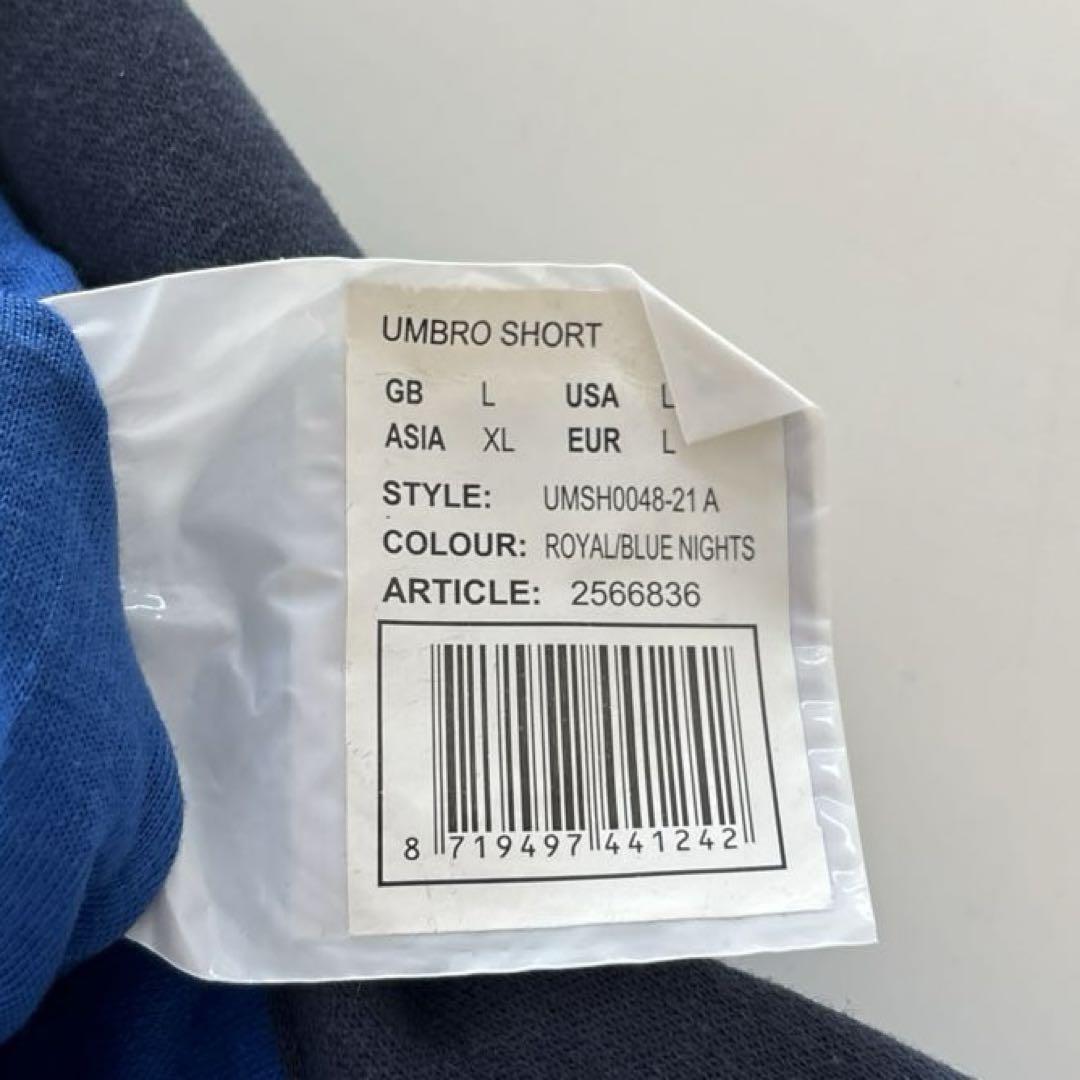 UMBRO SHORT
GB L USA L
ASIA XL EUR L
STYLE: UMSH0048-21 A
COLOUR: ROYAL/BLUE NIGHTS
ARTICLE: 2566836
8 719497 441242